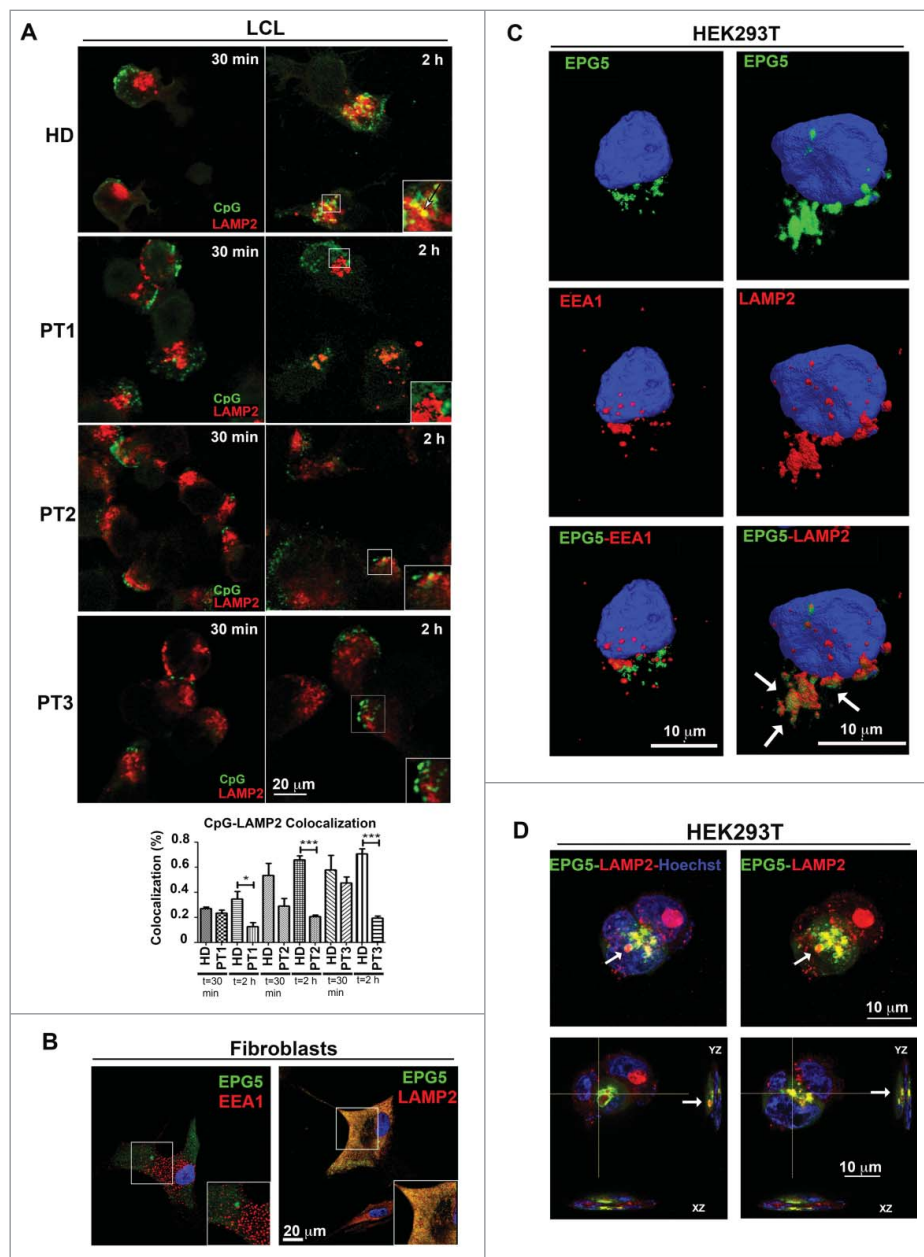 A
LCL
30 min
2 h
HD
CpG
LAMP2
30 min
2 h
PT1
CpG
LAMP2
30 min
2 h
PT2
CpG
LAMP2
30 min
2 h
PT3
CpG
LAMP2
20 μm
CpG-LAMP2 Colocalization
Colocalization (%)
0.8
0.6
0.4
0.2
0
* *** ***
HD PT1 HD PT1 HD PT2 HD PT2 HD PT3 HD PT3
t=30 min t=2 h t=30 min t=2 h t=30 min t=2 h
B
Fibroblasts
EPG5
EEA1
EPG5
LAMP2
20 μm
C
HEK293T
EPG5
EPG5
EEA1
LAMP2
EPG5-EEA1
EPG5-LAMP2
10 μm
10 μm
D
HEK293T
EPG5-LAMP2-Hoechst
EPG5-LAMP2
10 μm
YZ
YZ
10 μm
XZ
XZ